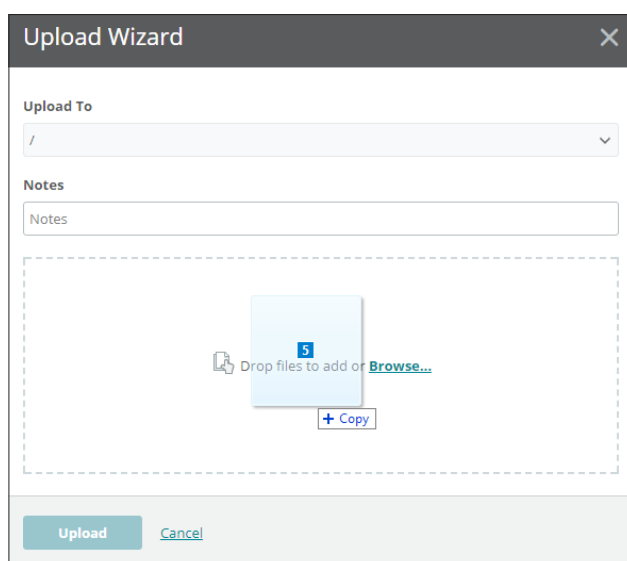 Upload Wizard
Upload To
/
Notes
Notes
5
Drop files to add or Browse...
+ Copy
Upload Cancel